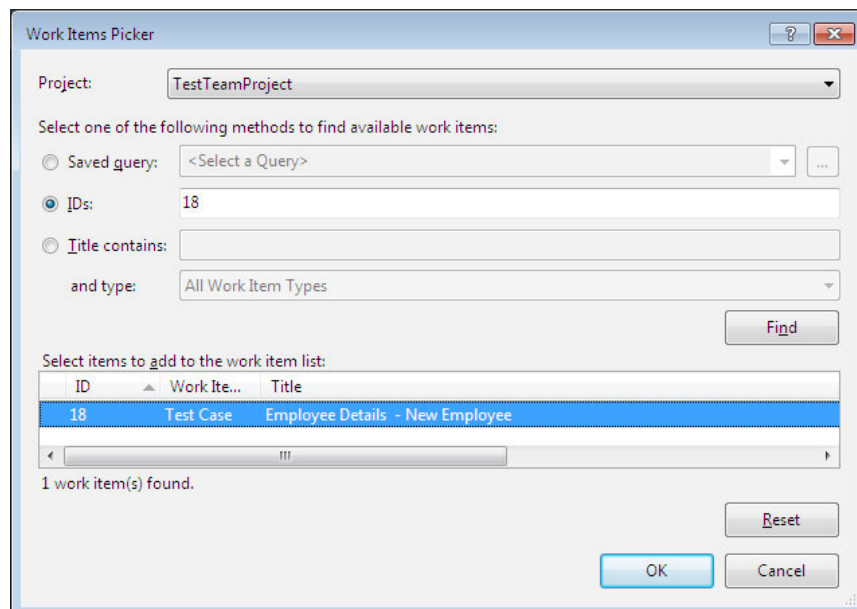 Work Items Picker
Project: TestTeamProject
Select one of the following methods to find available work items:
Saved query: <Select a Query> ...
IDs: 18
Title contains:
and type: All Work Item Types
Find
Select items to add to the work item list:
ID Work Ite... Title
18 Test Case Employee Details - New Employee
1 work item(s) found.
Reset
OK Cancel